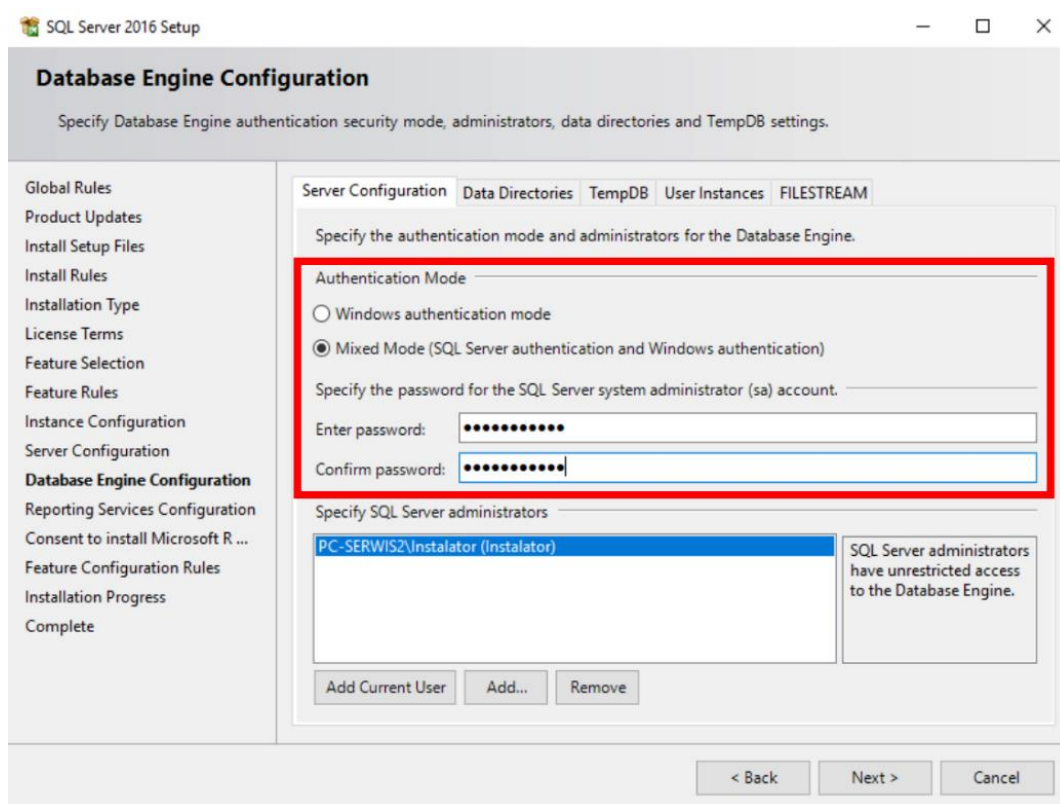 SQL Server 2016 Setup
Database Engine Configuration
Specify Database Engine authentication security mode, administrators, data directories and TempDB settings.
Global Rules
Product Updates
Install Setup Files
Install Rules
Installation Type
License Terms
Feature Selection
Feature Rules
Instance Configuration
Server Configuration
Database Engine Configuration
Reporting Services Configuration
Consent to install Microsoft R ...
Feature Configuration Rules
Installation Progress
Complete
Server Configuration Data Directories TempDB User Instances FILESTREAM
Specify the authentication mode and administrators for the Database Engine.
Authentication Mode
Windows authentication mode
Mixed Mode (SQL Server authentication and Windows authentication)
Specify the password for the SQL Server system administrator (sa) account.
Enter password: ●●●●●●●●●●●
Confirm password: ●●●●●●●●●●●
Specify SQL Server administrators
PC-SERWIS2\Instalator (Instalator)
SQL Server administrators
have unrestricted access
to the Database Engine.
Add Current User Add... Remove
< Back Next > Cancel